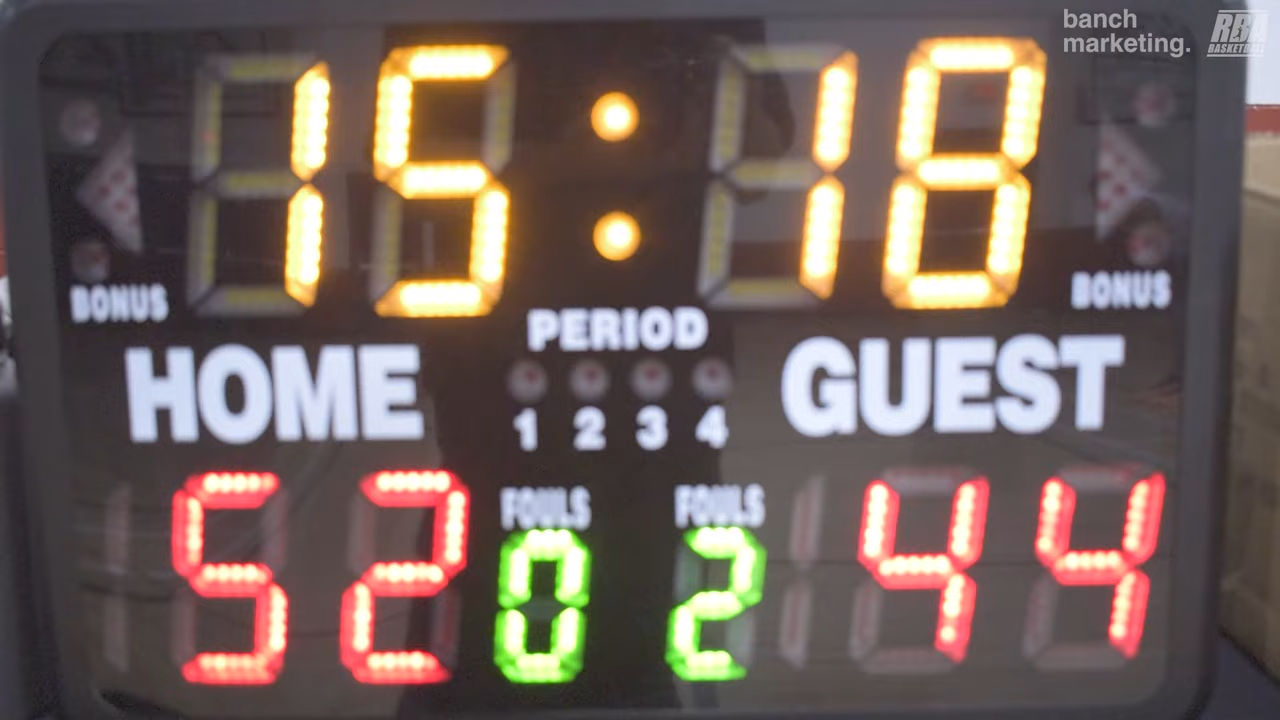 banch
marketing.
RBA
BASKETBALL
15:18
BONUS
BONUS
PERIOD
HOME
GUEST
1 2 3 4
FOULS FOULS
52 0 2 44